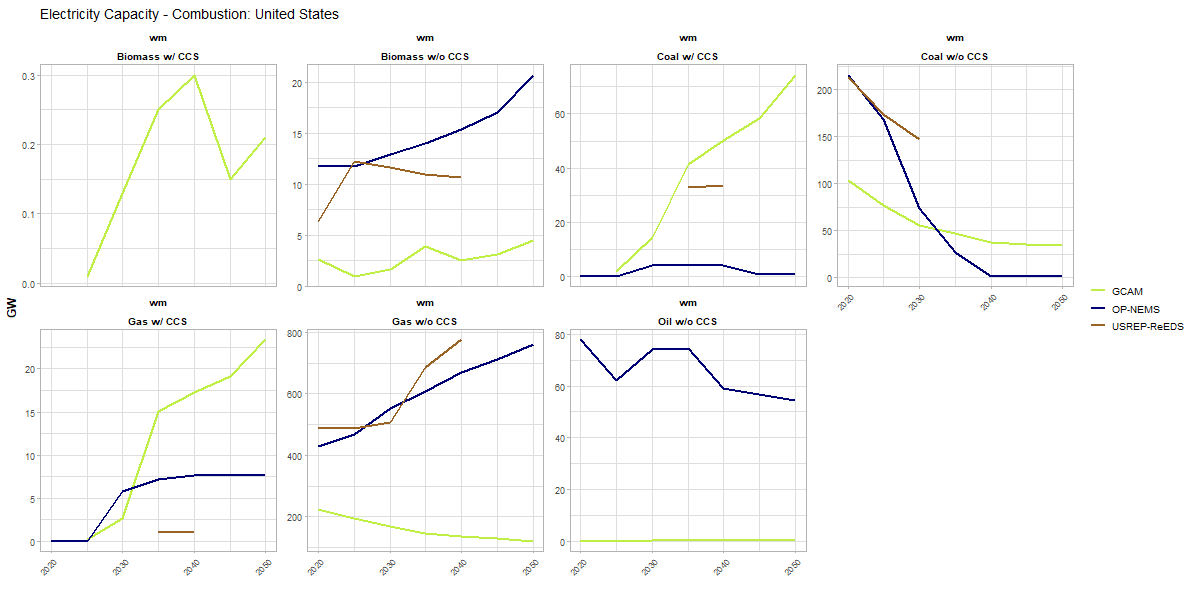 Electricity Capacity - Combustion: United States
wm
wm
wm
wm
Biomass w/ CCS
Biomass w/o CCS
Coal w/ CCS
Coal w/o CCS
0.3
0.2
0.1
0.0
20
15
10
5
0
60
40
20
0
200
150
100
50
0
2020
2030
2040
2050
GW
wm
wm
wm
Gas w/ CCS
Gas w/o CCS
Oil w/o CCS
20
15
10
5
0
800
600
400
200
80
60
40
20
0
2020
2030
2040
2050
2020
2030
2040
2050
2020
2030
2040
2050
GCAM
OP-NEMS
USREP-ReEDS